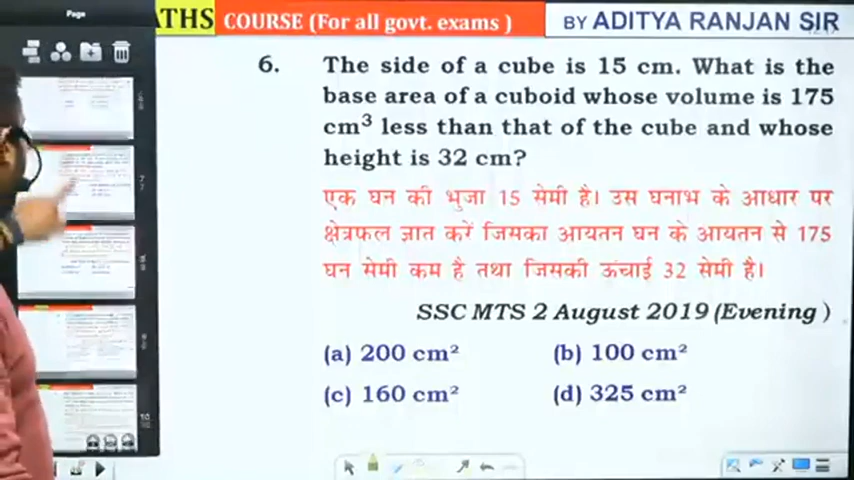 Page
ATHS COURSE (For all govt. exams ) BY ADITYA RANJAN SIR
6. The side of a cube is 15 cm. What is the
base area of a cuboid whose volume is 175
cm³ less than that of the cube and whose
height is 32 cm?
एक घन की भुजा 15 सेमी है। उस घनाभ के आधार पर
क्षेत्रफल ज्ञात करें जिसका आयतन घन के आयतन से 175
घन सेमी कम है तथा जिसकी ऊंचाई 32 सेमी है।
SSC MTS 2 August 2019 (Evening )
(a) 200 cm² (b) 100 cm²
(c) 160 cm² (d) 325 cm²